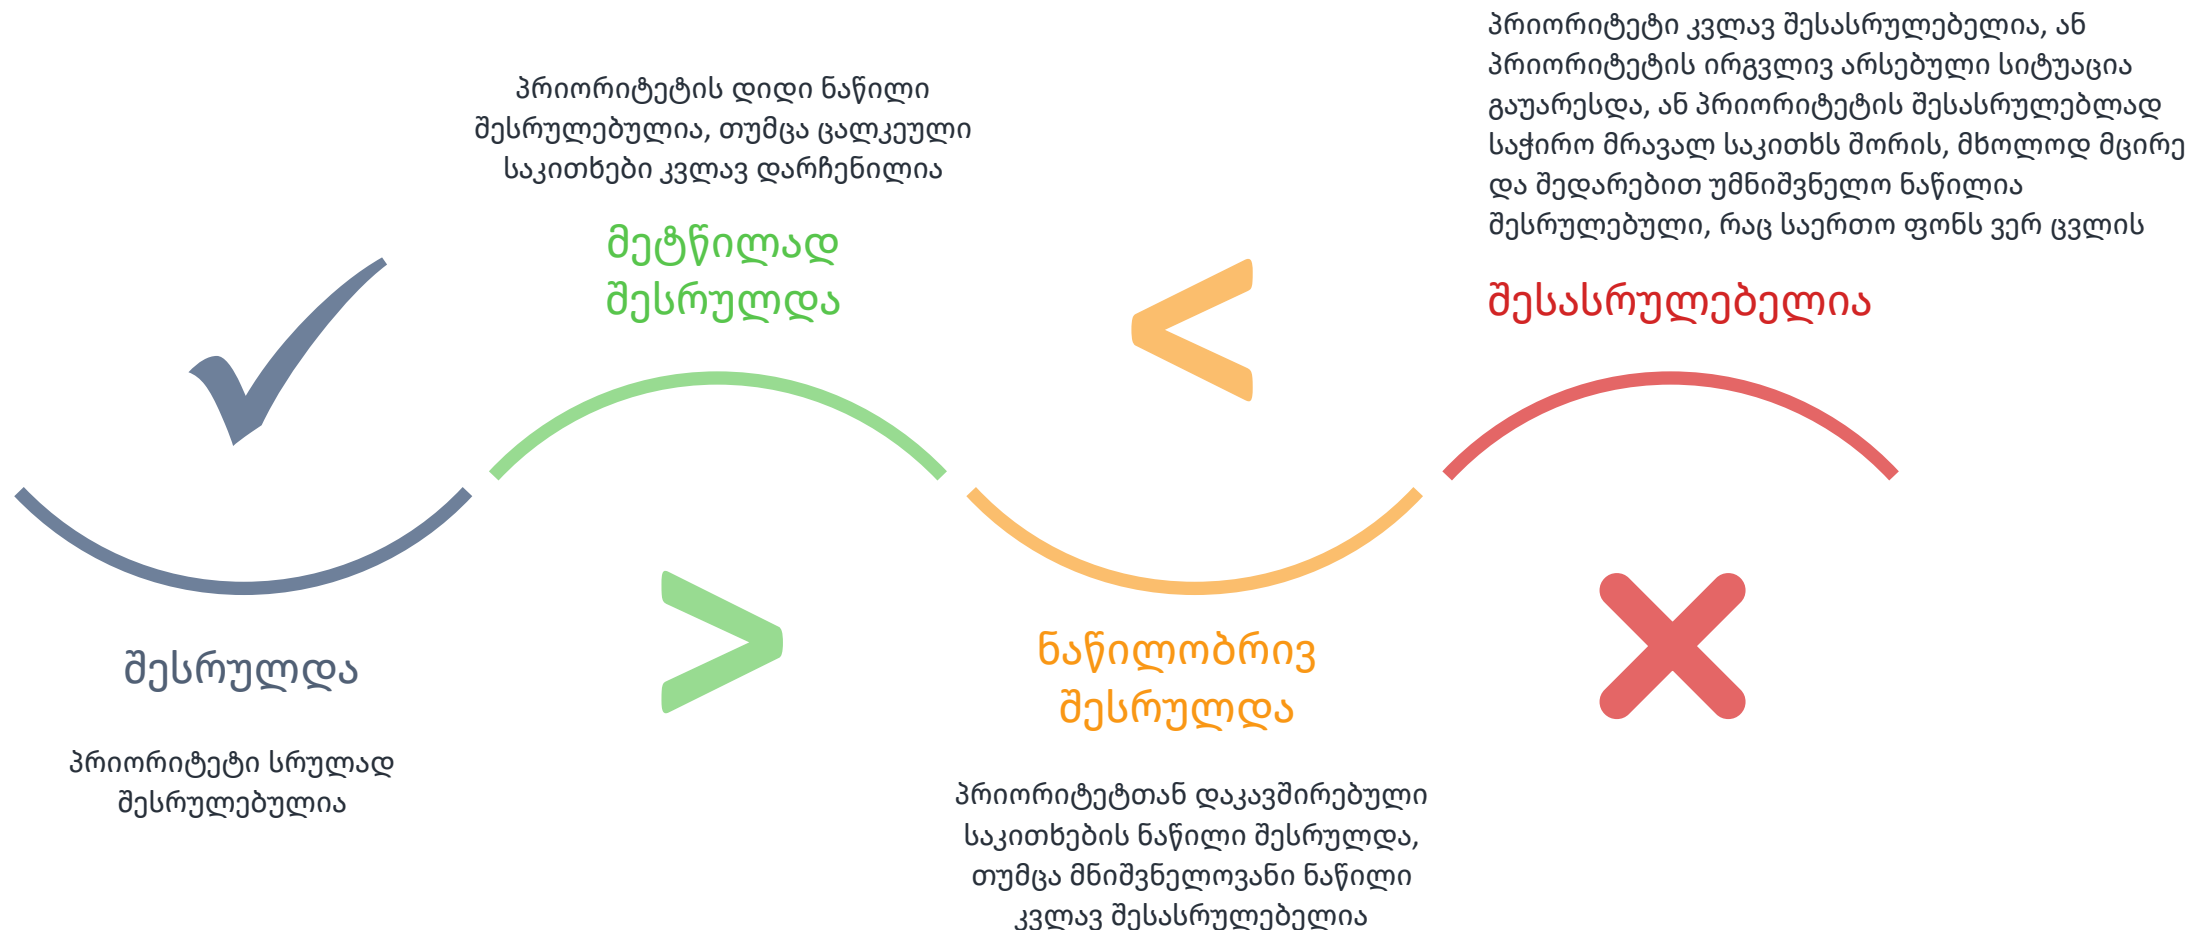 შესრულდა
პრიორიტეტი სრულად
შესრულებულია
პრიორიტეტის დიდი ნაწილი
შესრულებულია, თუმცა ცალკეული
საკითხები კვლავ დარჩენილია
მეტწილად
შესრულდა
ნაწილობრივ
შესრულდა
პრიორიტეტთან დაკავშირებული
საკითხების ნაწილი შესრულდა,
თუმცა მნიშვნელოვანი ნაწილი
კვლავ შესასრულებელია
პრიორიტეტი კვლავ შესასრულებელია, ან
პრიორიტეტის ირგვლივ არსებული სიტუაცია
გაუარესდა, ან პრიორიტეტის შესასრულებლად
საჭირო მრავალ საკითხს შორის, მხოლოდ მცირე
და შედარებით უმნიშვნელო ნაწილია
შესრულებული, რაც საერთო ფონს ვერ ცვლის
შესასრულებელია